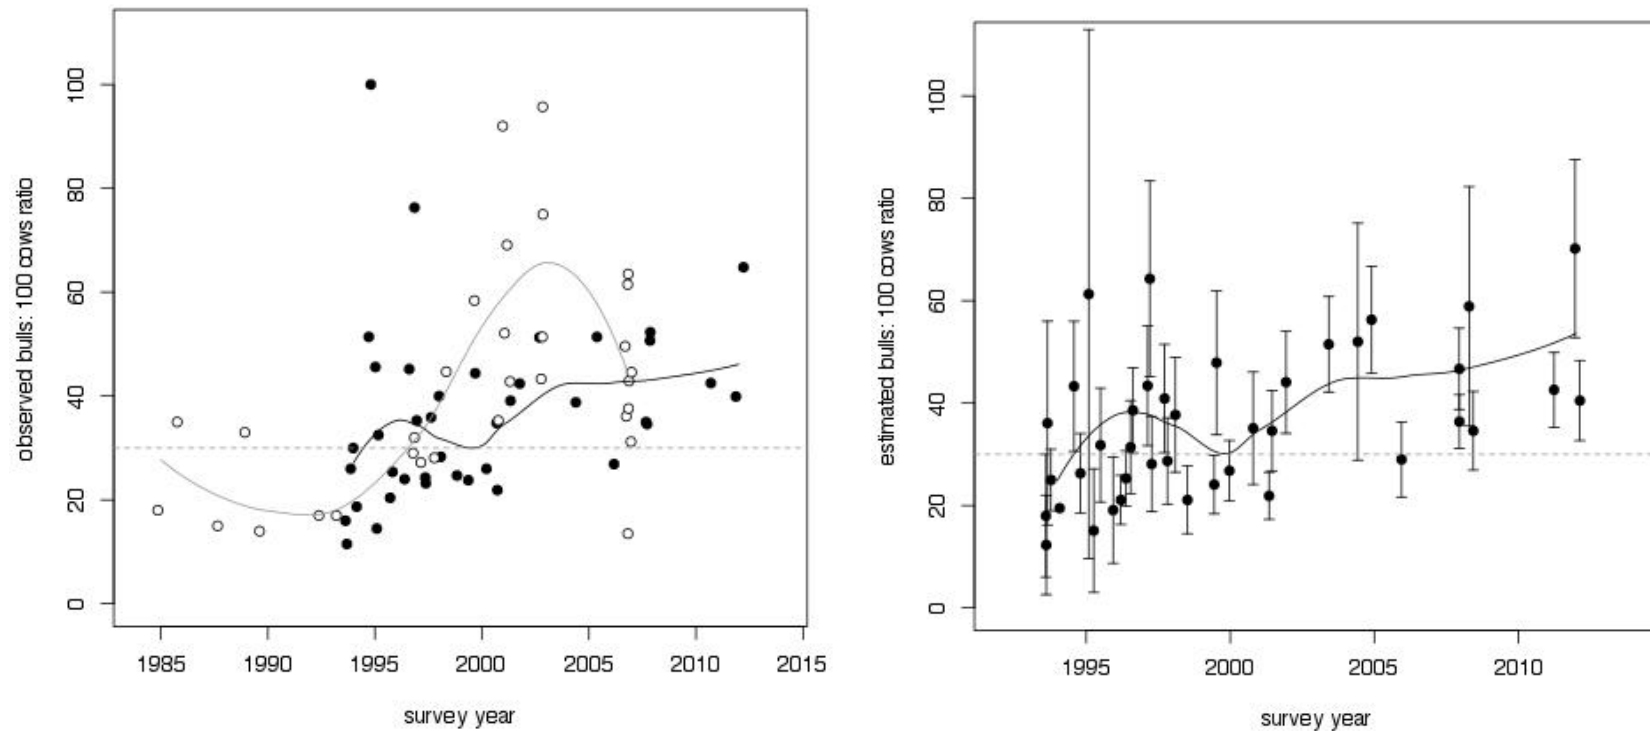 observed bulls: 100 cows ratio
100
80
60
40
20
0
1985 1990 1995 2000 2005 2010 2015
survey year
estimated bulls: 100 cows ratio
100
80
60
40
20
0
1995 2000 2005 2010
survey year